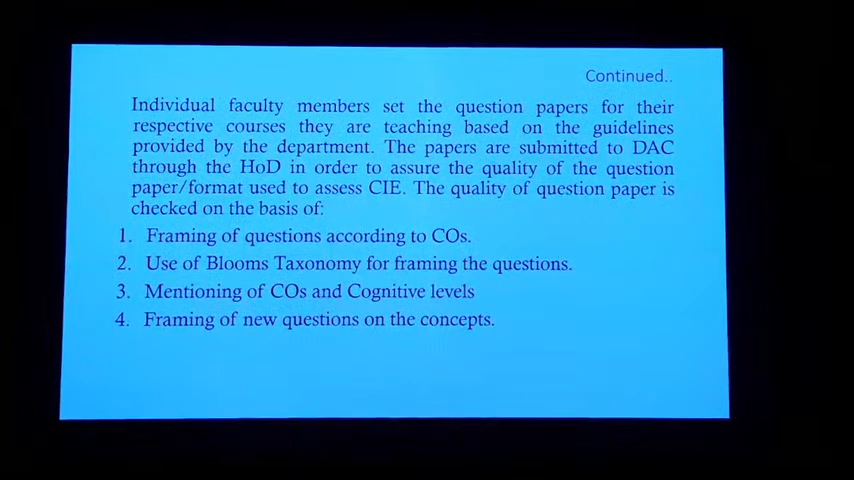 Continued..
Individual faculty members set the question papers for their
respective courses they are teaching based on the guidelines
provided by the department. The papers are submitted to DAC
through the HoD in order to assure the quality of the question
paper/format used to assess CIE. The quality of question paper is
checked on the basis of:
1. Framing of questions according to COs.
2. Use of Blooms Taxonomy for framing the questions.
3. Mentioning of COs and Cognitive levels
4. Framing of new questions on the concepts.